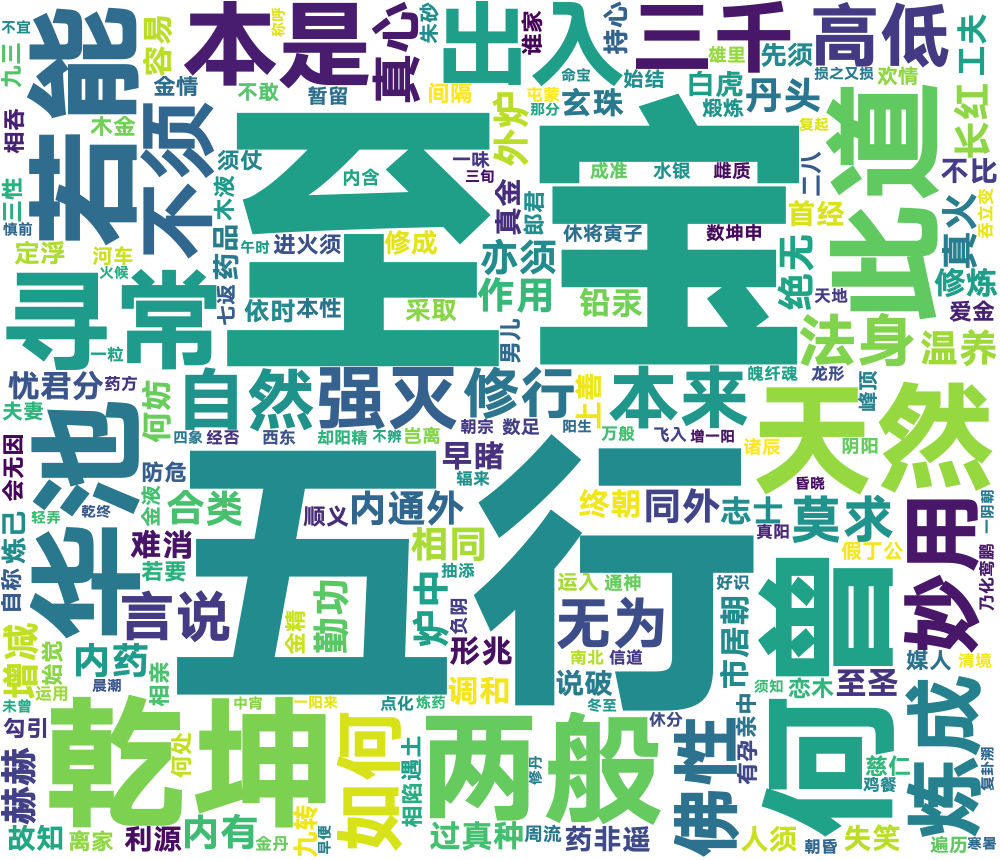 不宜
九三
相吞
三性
慎前
若能
容易
金情
木金
不须
本是
称呼
真心
不敢
暂留
朱砂
间隔
出入
谁家
命宝
那分
屯蒙
外炉
玄珠
持心
始结
三千
雄里
白虎
煅炼
先须
丹头
损之又损
复起
高低
欢情
工夫
长红
此道
不比
吞立变
真火
修炼
爱金
定浮
河车
火候
须仗
木液
药品
七返
午时
进火须
依时
本性
内含
修成
采取
至宝
一味
三旬
真金
郎君
亦须
作用
成准
水银
雌质
二八
首经
休将寅子
数坤申
绝无
天地
铅汞
法身
温养
寻常
一粒
男儿
忧君分
药方
夫妻
何妨
自然
强灭
修行
四象
经否
西东
却阳精
不辨
岂离
朝宗
数足
阳生
上善
本来
万般
飞入
增一阳
魄纤魂
龙形
峰顶
天然
诸辰
阴阳
会无因
华池
防危
早睹
辐来
昏晓
金液
合类
顺义
内通外
终朝
同外
志士
真阳
莫求
妙用
一阴朝
轻弄
乾终
炼己
难消
若要
相同
抽添
假丁公
乃化鸾鹏
自称
言说
五行
金精
勤功
炉中
负阴
形兆
运入
通神
无为
南北
信道
好识
市居朝
曾何
媒人
清境
增减
始觉
运用
内药
晨潮
相亲
调和
说破
冬至
须知
恋木
至圣
未曾
勾引
乾坤
中宵
一阳来
点化
炼药
何处
如何
相陷遇土
两般
修丹
休分
佛性
亲中
有孕
慈仁
鸡餐
炼成
复卦溯
赫赫
故知
离家
利源
内有
金丹
九转
早便
过真种
周流
药非遥
人须
朝昏
失笑
遍历
寒暑